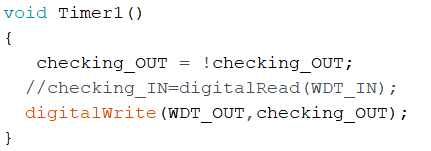 void Timer1()
{
checking_OUT = !checking_OUT;
//checking_IN=digitalRead(WDT_IN);
digitalWrite(WDT_OUT,checking_OUT);
}